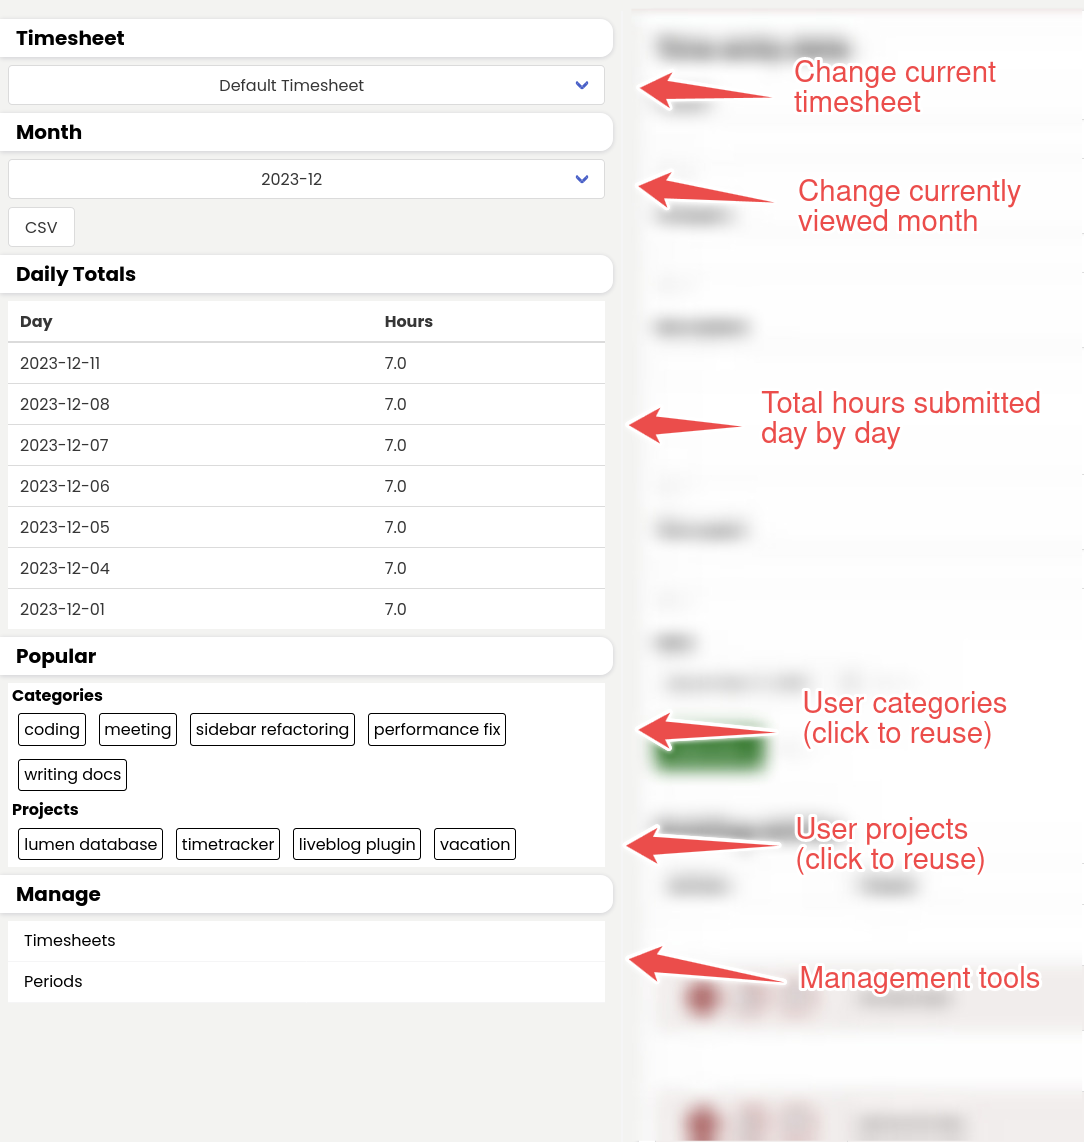 Timesheet
Default Timesheet
Change current
timesheet
Month
2023-12
Change currently
viewed month
CSV
Daily Totals
Day Hours
2023-12-11 7.0
2023-12-08 7.0
2023-12-07 7.0
2023-12-06 7.0
2023-12-05 7.0
2023-12-04 7.0
2023-12-01 7.0
Total hours submitted
day by day
Popular
Categories
coding meeting sidebar refactoring performance fix
writing docs
User categories
(click to reuse)
Projects
lumen database timetracker liveblog plugin vacation
User projects
(click to reuse)
Manage
Timesheets
Periods
Management tools